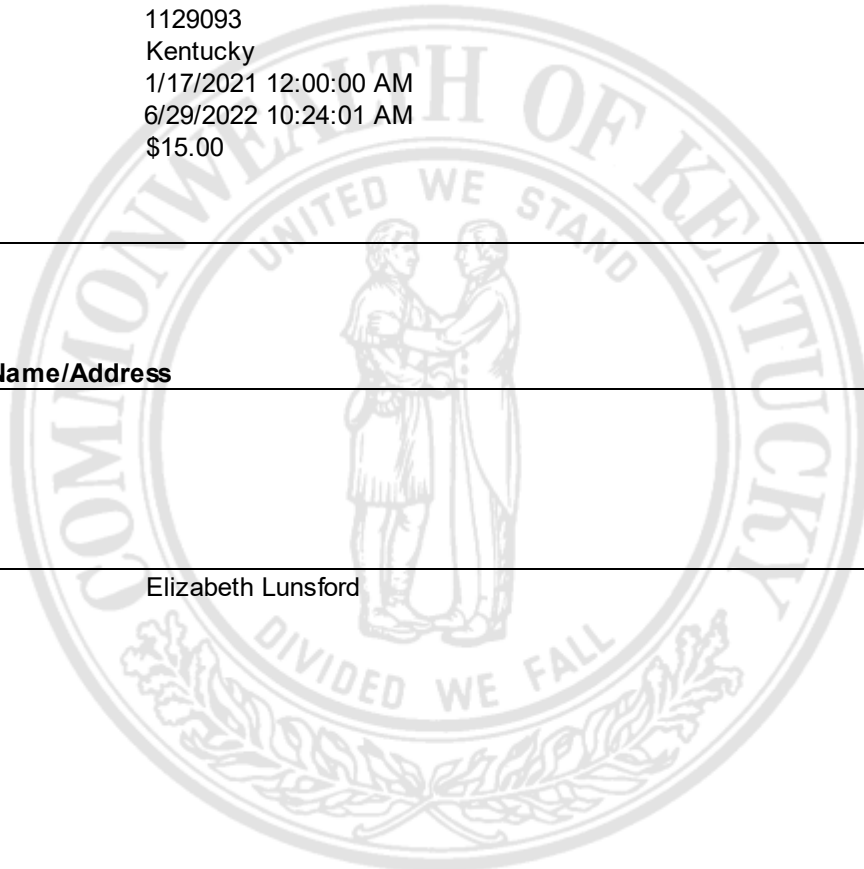 1129093
Kentucky
1/17/2021 12:00:00 AM
6/29/2022 10:24:01 AM
$15.00
COMMONWEALTH OF KENTUCKY
UNITED WE STAND
Name/Address
Elizabeth Lunsford
DIVIDED WE FALL